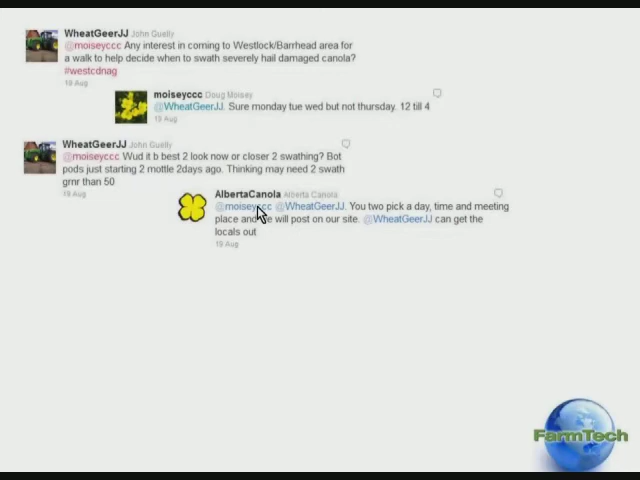 WheatGeerJJ John Guelly
@moiseyccc Any interest in coming to Westlock/Barrhead area for
a walk to help decide when to swath severely hail damaged canola?
#westcdnag
19 Aug
moiseyccc Doug Moisey
@WheatGeerJJ. Sure monday tue wed but not thursday. 12 till 4
19 Aug
WheatGeerJJ John Guelly
@moiseyccc Wud it b best 2 look now or closer 2 swathing? Bot
pods just starting 2 mottle 2days ago. Thinking may need 2 swath
grnr than 50
19 Aug
AlbertaCanola Alberta Canola
@moiseyccc @WheatGeerJJ. You two pick a day, time and meeting
place and we will post on our site. @WheatGeerJJ can get the
locals out
19 Aug
FarmTech